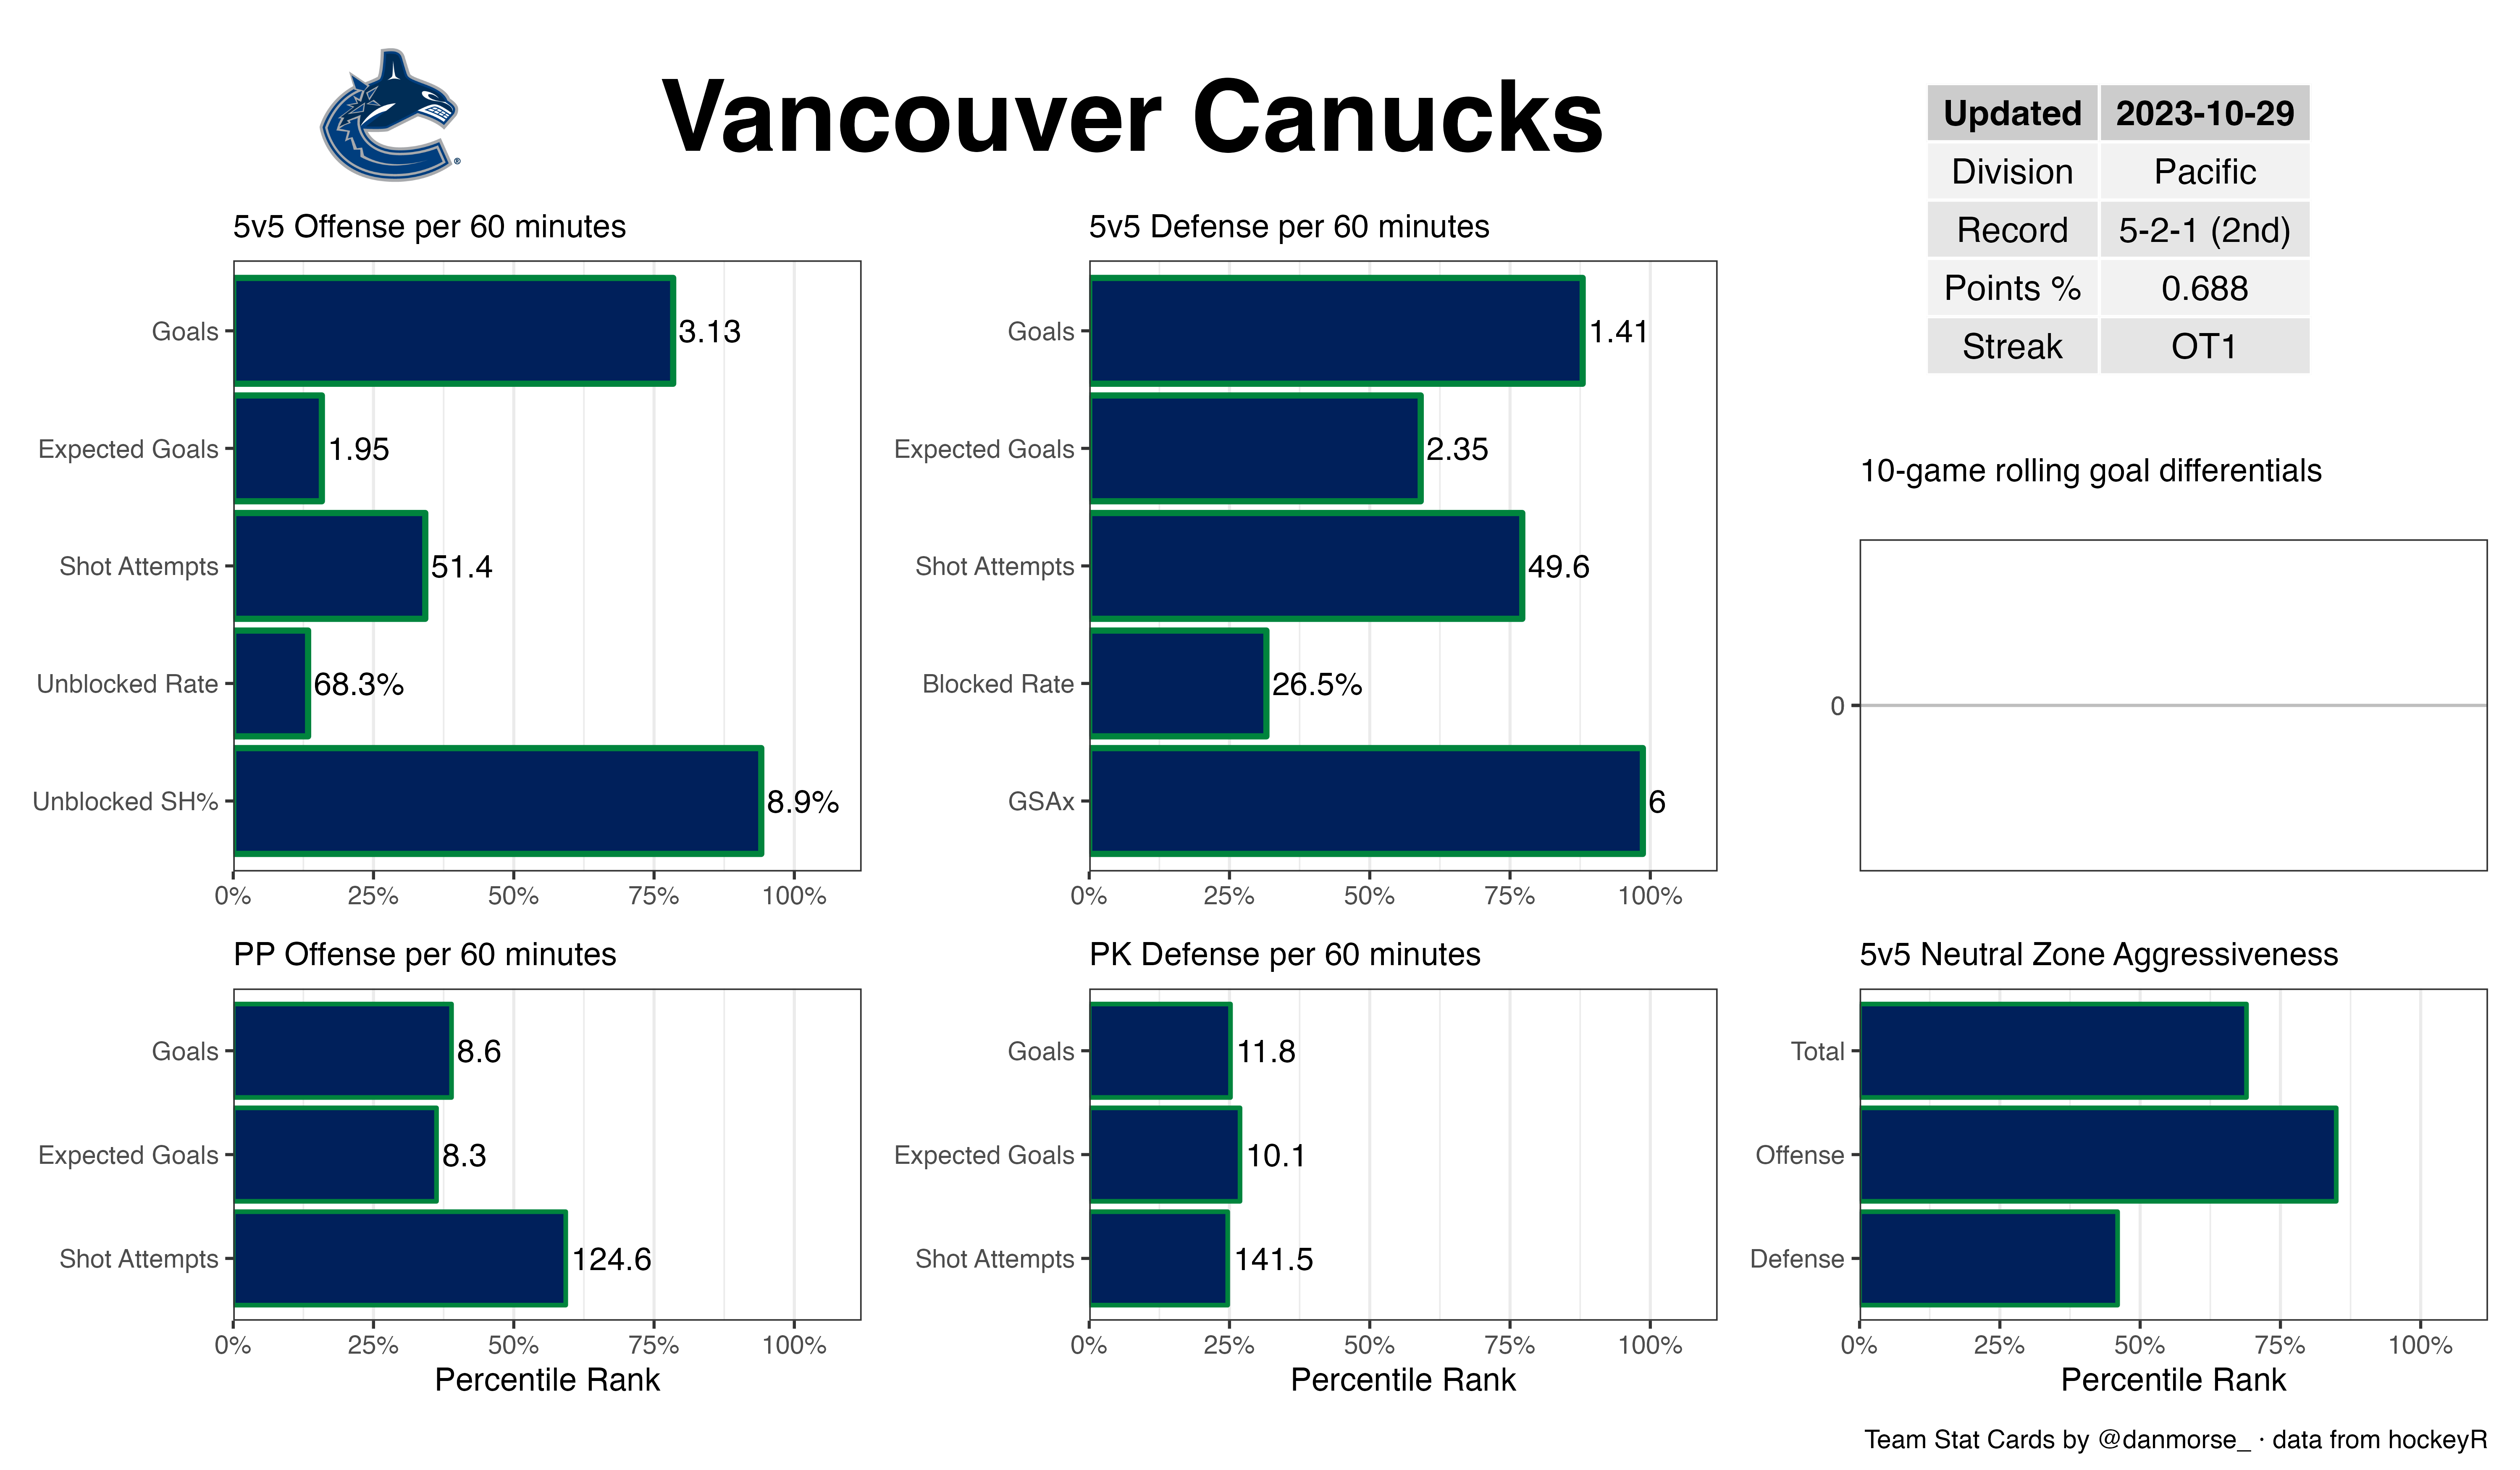 Vancouver Canucks
Updated 2023-10-29
Division Pacific
Record 5-2-1 (2nd)
Points % 0.688
Streak OT1
5v5 Offense per 60 minutes
Goals 3.13
Expected Goals 1.95
Shot Attempts 51.4
Unblocked Rate 68.3%
Unblocked SH% 8.9%
0% 25% 50% 75% 100%
5v5 Defense per 60 minutes
Goals 1.41
Expected Goals 2.35
Shot Attempts 49.6
Blocked Rate 26.5%
GSAx 6
0% 25% 50% 75% 100%
10-game rolling goal differentials
0
PP Offense per 60 minutes
Goals 8.6
Expected Goals 8.3
Shot Attempts 124.6
0% 25% 50% 75% 100%
Percentile Rank
PK Defense per 60 minutes
Goals 11.8
Expected Goals 10.1
Shot Attempts 141.5
0% 25% 50% 75% 100%
Percentile Rank
5v5 Neutral Zone Aggressiveness
Total
Offense
Defense
0% 25% 50% 75% 100%
Percentile Rank
Team Stat Cards by @danmorse_ · data from hockeyR